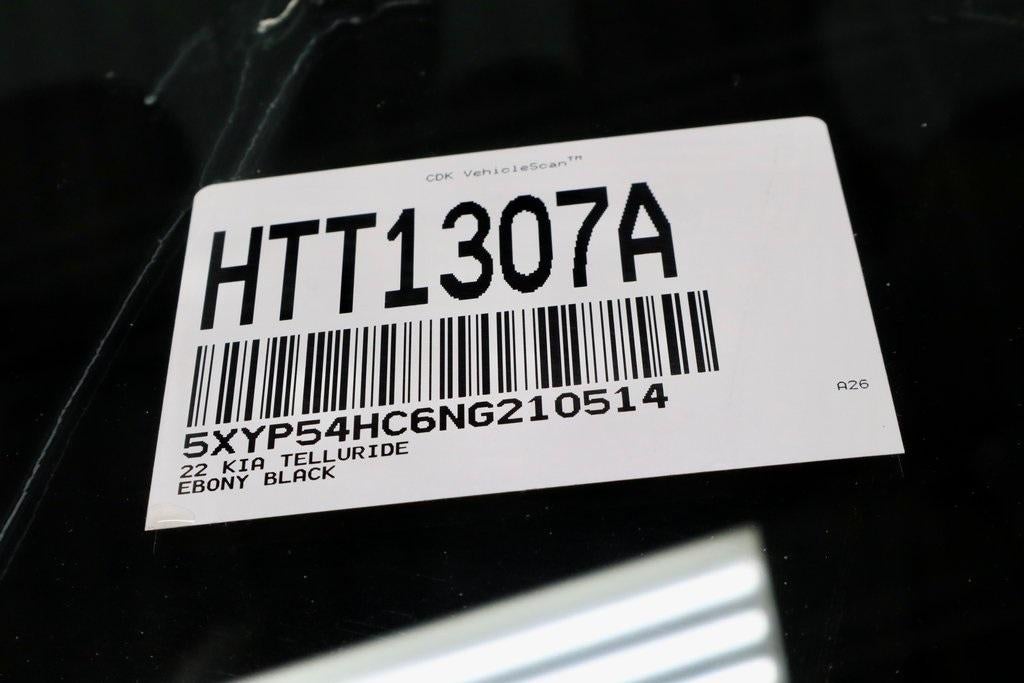 CDK VehicleScan™
HTT1307A
5XYP54HC6NG210514
22 KIA TELLURIDE
EBONY BLACK
A26